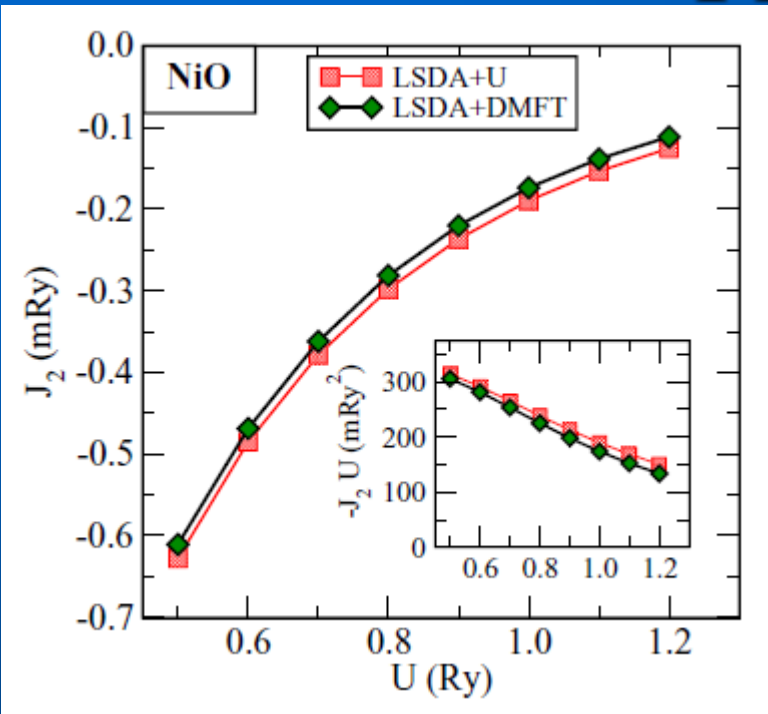 NiO
LSDA+U
LSDA+DMFT
0.0
-0.1
-0.2
-0.3
-0.4
-0.5
-0.6
-0.7
J₂ (mRy)
0.6 0.8 1.0 1.2
U (Ry)
300
200
100
0
-J₂ U (mRy²)
0.6 0.8 1.0 1.2